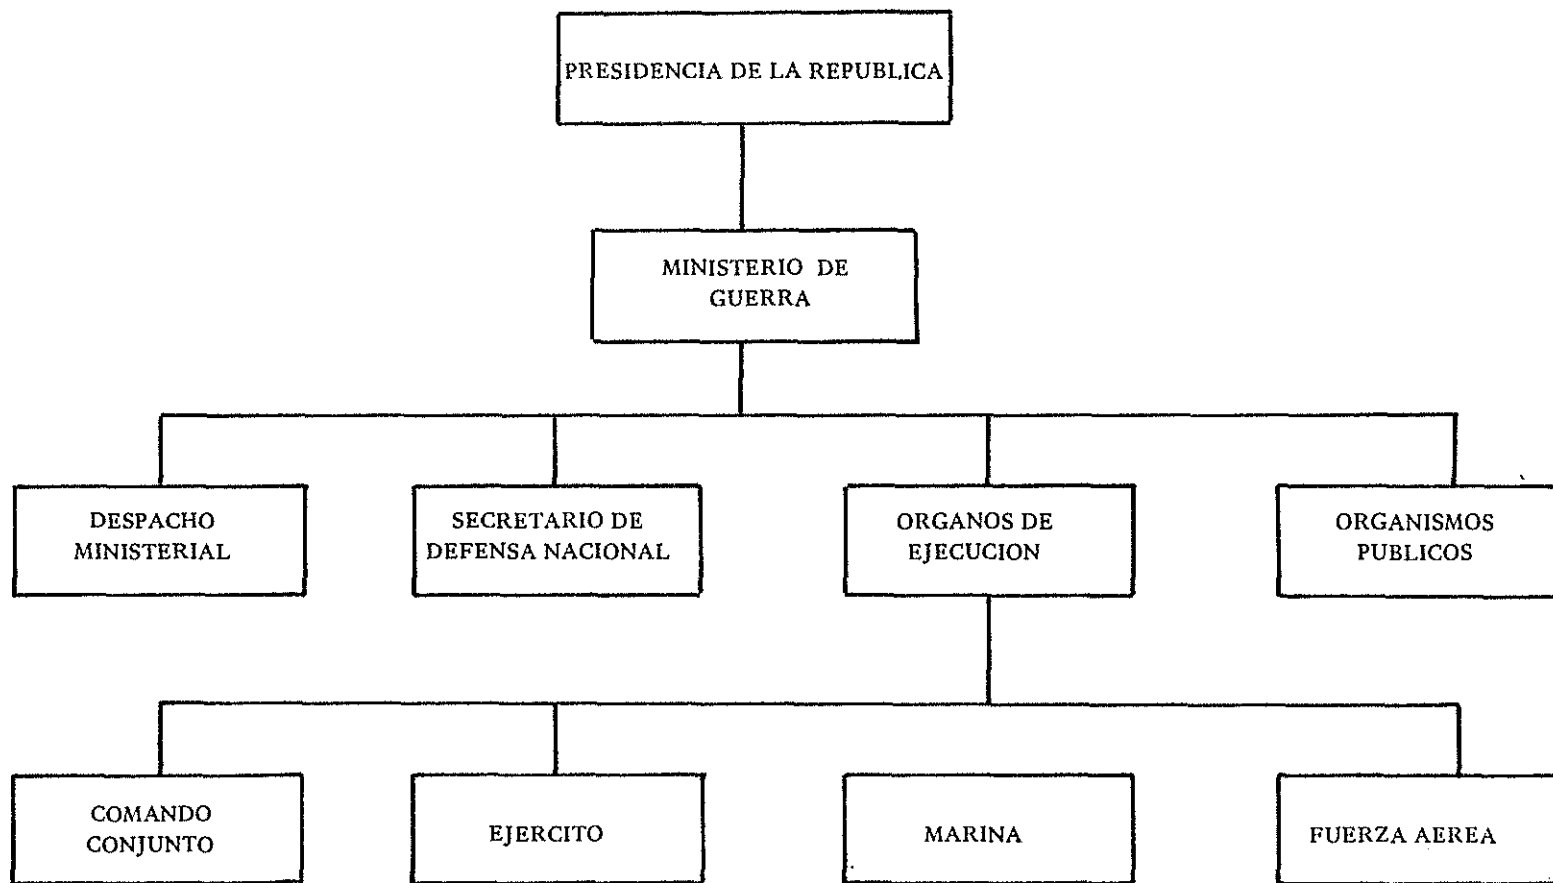 PRESIDENCIA DE LA REPUBLICA
MINISTERIO DE
GUERRA
DESPACHO
MINISTERIAL
SECRETARIO DE
DEFENSA NACIONAL
ORGANOS DE
EJECUCION
ORGANISMOS
PUBLICOS
COMANDO
CONJUNTO
EJERCITO
MARINA
FUERZA AEREA